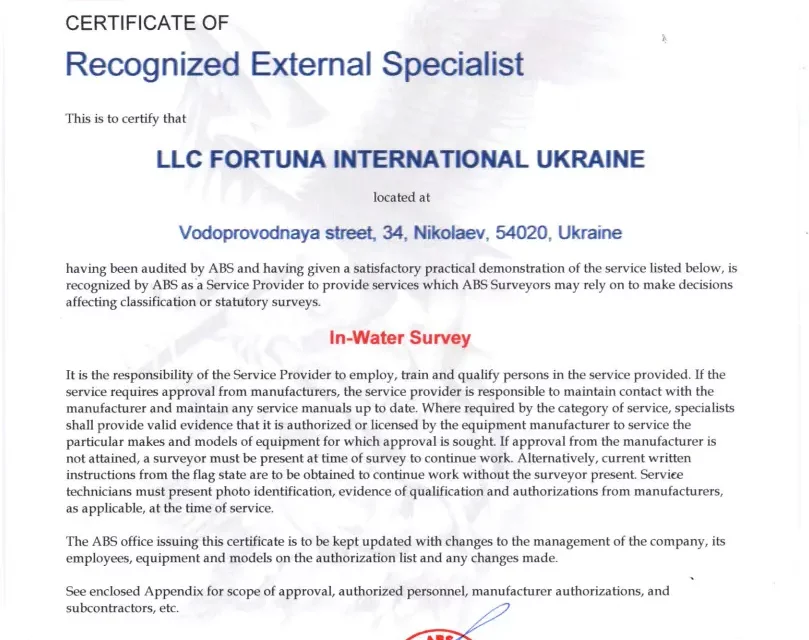 CERTIFICATE OF
Recognized External Specialist
This is to certify that
LLC FORTUNA INTERNATIONAL UKRAINE
located at
Vodoprovodnaya street, 34, Nikolaev, 54020, Ukraine
having been audited by ABS and having given a satisfactory practical demonstration of the service listed below, is
recognized by ABS as a Service Provider to provide services which ABS Surveyors may rely on to make decisions
affecting classification or statutory surveys.
In-Water Survey
It is the responsibility of the Service Provider to employ, train and qualify persons in the service provided. If the
service requires approval from manufacturers, the service provider is responsible to maintain contact with the
manufacturer and maintain any service manuals up to date. Where required by the category of service, specialists
shall provide valid evidence that it is authorized or licensed by the equipment manufacturer to service the
particular makes and models of equipment for which approval is sought. If approval from the manufacturer is
not attained, a surveyor must be present at time of survey to continue work. Alternatively, current written
instructions from the flag state are to be obtained to continue work without the surveyor present. Service
technicians must present photo identification, evidence of qualification and authorizations from manufacturers,
as applicable, at the time of service.
The ABS office issuing this certificate is to be kept updated with changes to the management of the company, its
employees, equipment and models on the authorization list and any changes made.
See enclosed Appendix for scope of approval, authorized personnel, manufacturer authorizations, and
subcontractors, etc.
ABS